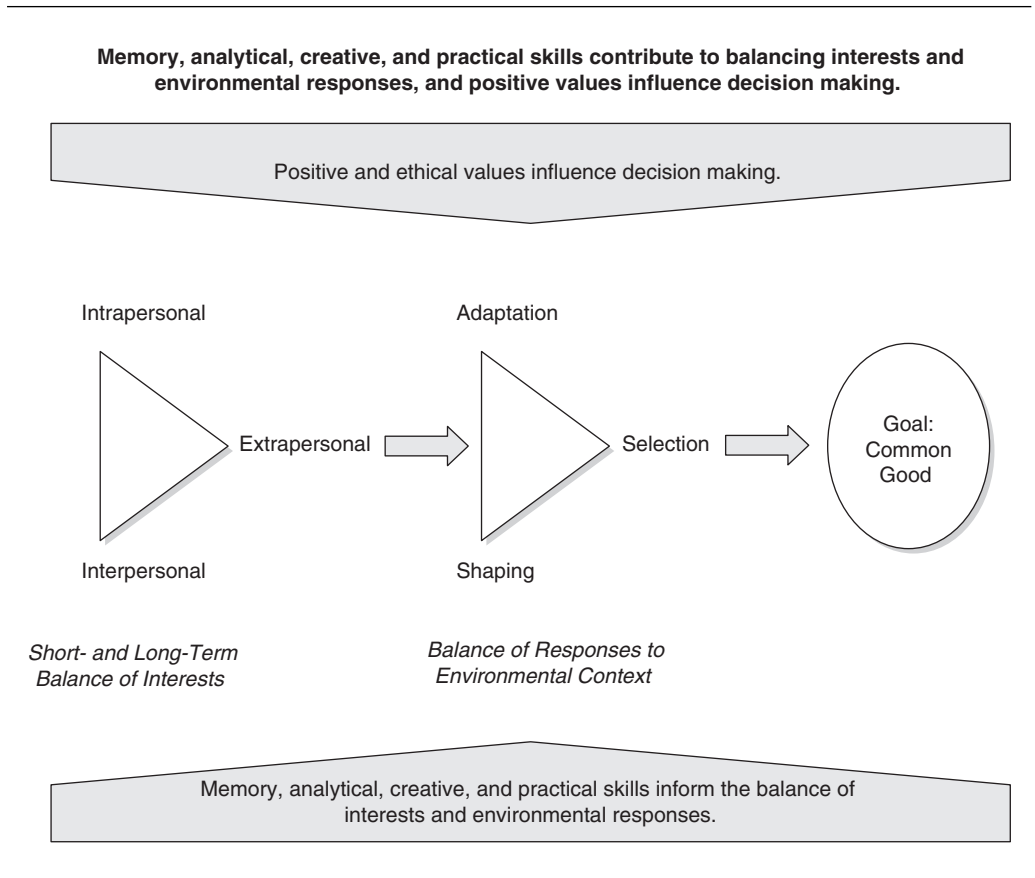 Memory, analytical, creative, and practical skills contribute to balancing interests and
environmental responses, and positive values influence decision making.
Positive and ethical values influence decision making.
Intrapersonal
Adaptation
Extrapersonal
Selection
Goal:
Common
Good
Interpersonal
Shaping
Short- and Long-Term
Balance of Interests
Balance of Responses to
Environmental Context
Memory, analytical, creative, and practical skills inform the balance of
interests and environmental responses.